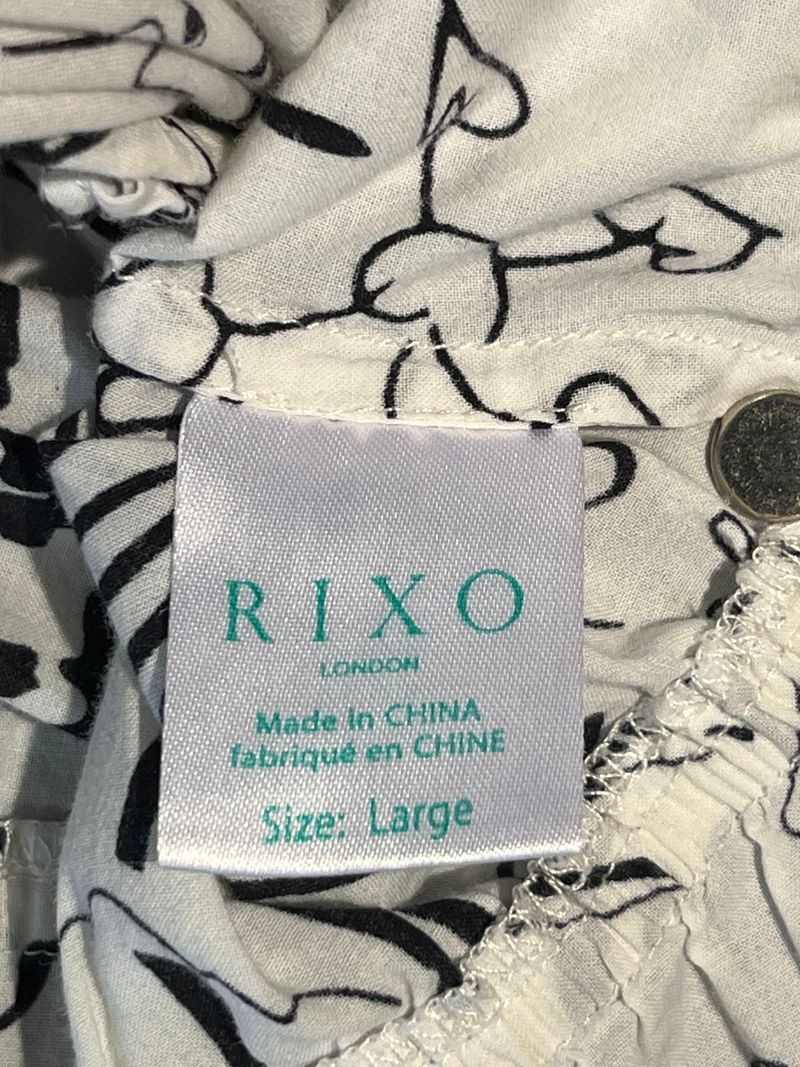 RIXO
LONDON
Made in CHINA
fabriqué en CHINE
Size: Large